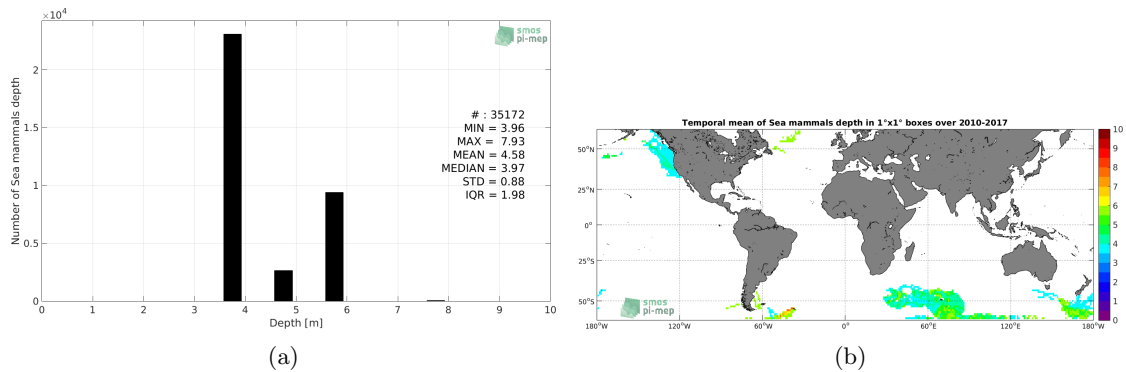 ×10⁴
smos
pi-mep
2
1.5
1
0.5
0
Number of Sea mammals depth
# : 35172
MIN = 3.96
MAX = 7.93
MEAN = 4.58
MEDIAN = 3.97
STD = 0.88
IQR = 1.98
0 1 2 3 4 5 6 7 8 9 10
Depth [m]
(a)
Temporal mean of Sea mammals depth in 1°x1° boxes over 2010-2017
50°N
25°N
0°
25°S
50°S
smos
pi-mep
180°W 120°W 60°W 0° 60°E 120°E 180°W
10
9
8
7
6
5
4
3
2
1
0
(b)